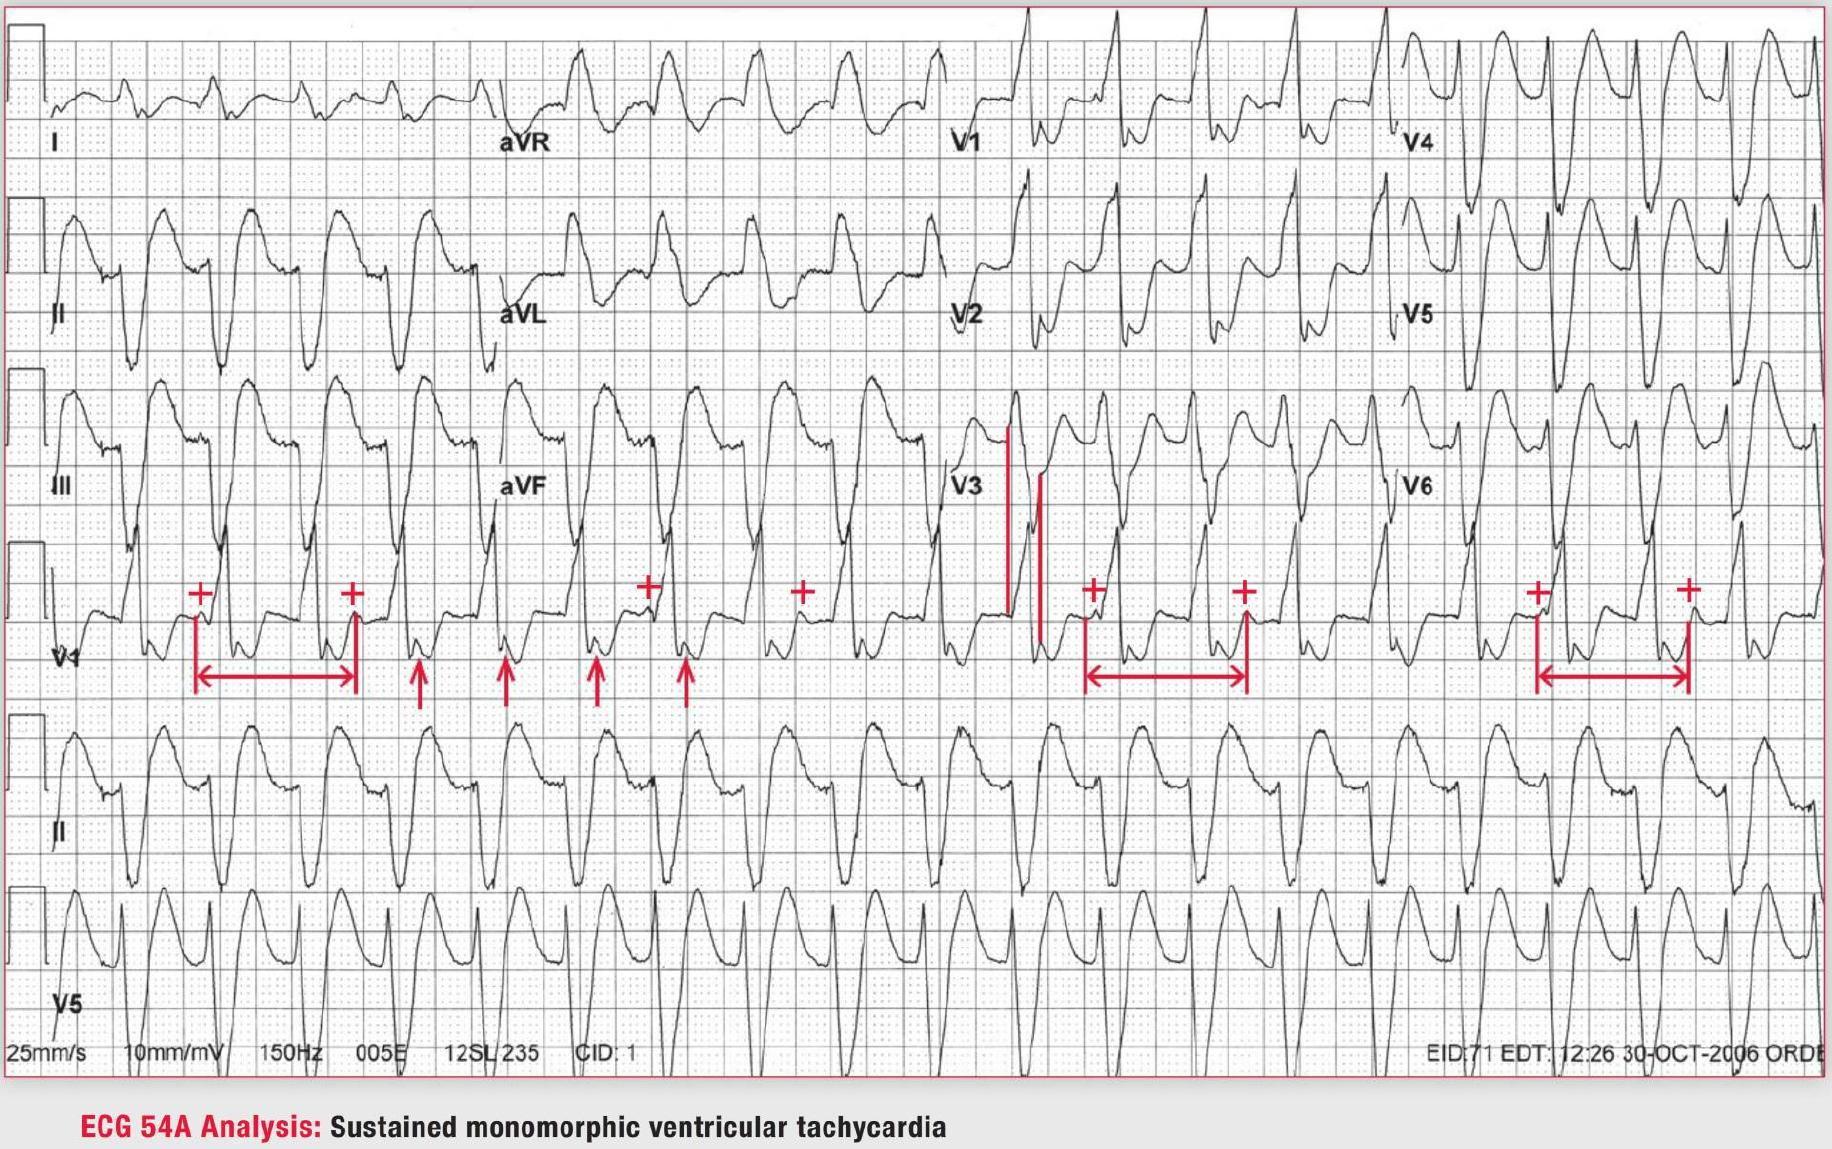 I aVR V1 V4
II aVL V2 V5
III aVF V3 V6
+ + + + + + + +
V1
II
V5
25mm/s 10mm/mV 150Hz 005E 12SL 235 CID: 1 EID:71 EDT: 12:26 30-OCT-2006 ORDE
ECG 54A Analysis: Sustained monomorphic ventricular tachycardia